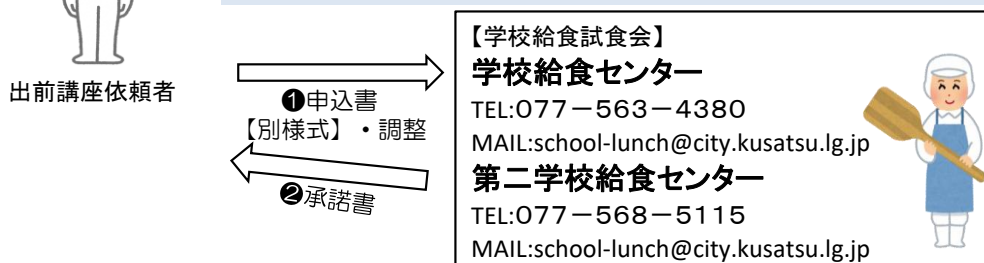 出前講座依頼者
❶申込書
【別様式】・調整
❷承諾書
【学校給食試食会】
学校給食センター
TEL:077－563－4380
MAIL:school-lunch@city.kusatsu.lg.jp
第二学校給食センター
TEL:077－568－5115
MAIL:school-lunch@city.kusatsu.lg.jp